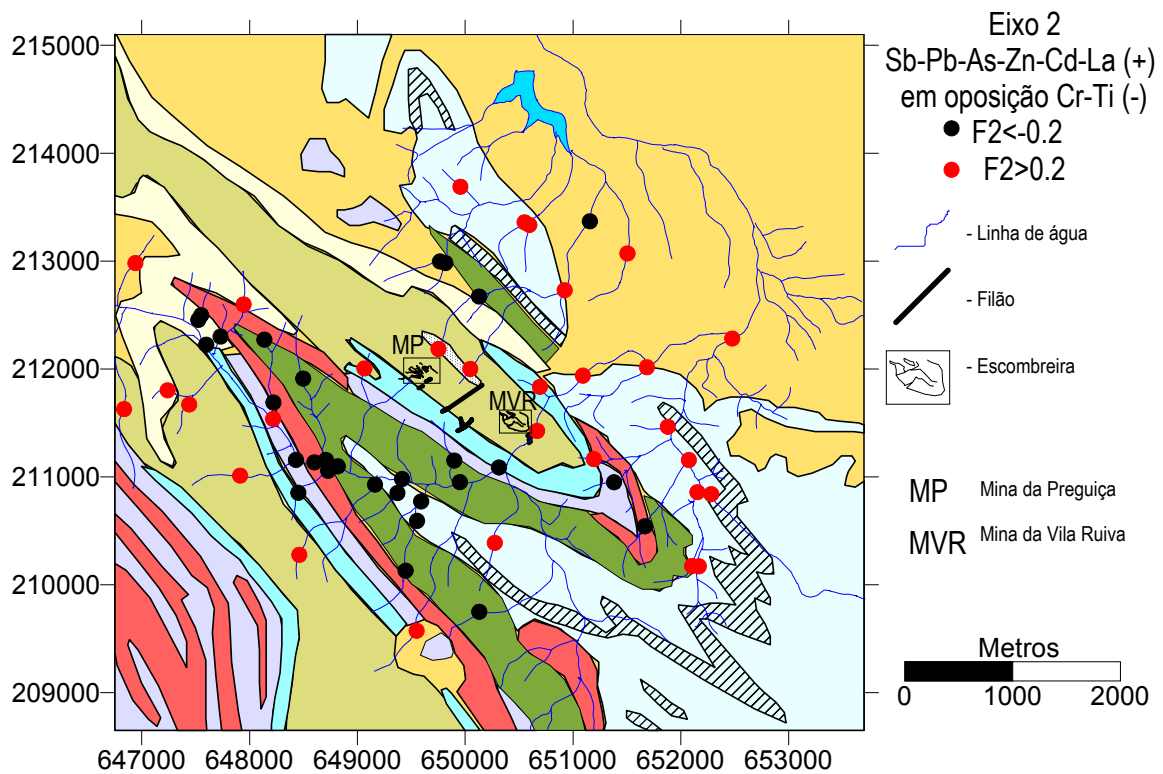 215000
214000
213000
212000
211000
210000
209000
647000 648000 649000 650000 651000 652000 653000
MP
MVR
Eixo 2
Sb-Pb-As-Zn-Cd-La (+)
em oposição Cr-Ti (-)
F2<-0.2
F2>0.2
- Linha de água
- Filão
- Escombreira
MP Mina da Preguiça
MVR Mina da Vila Ruiva
Metros
0 1000 2000